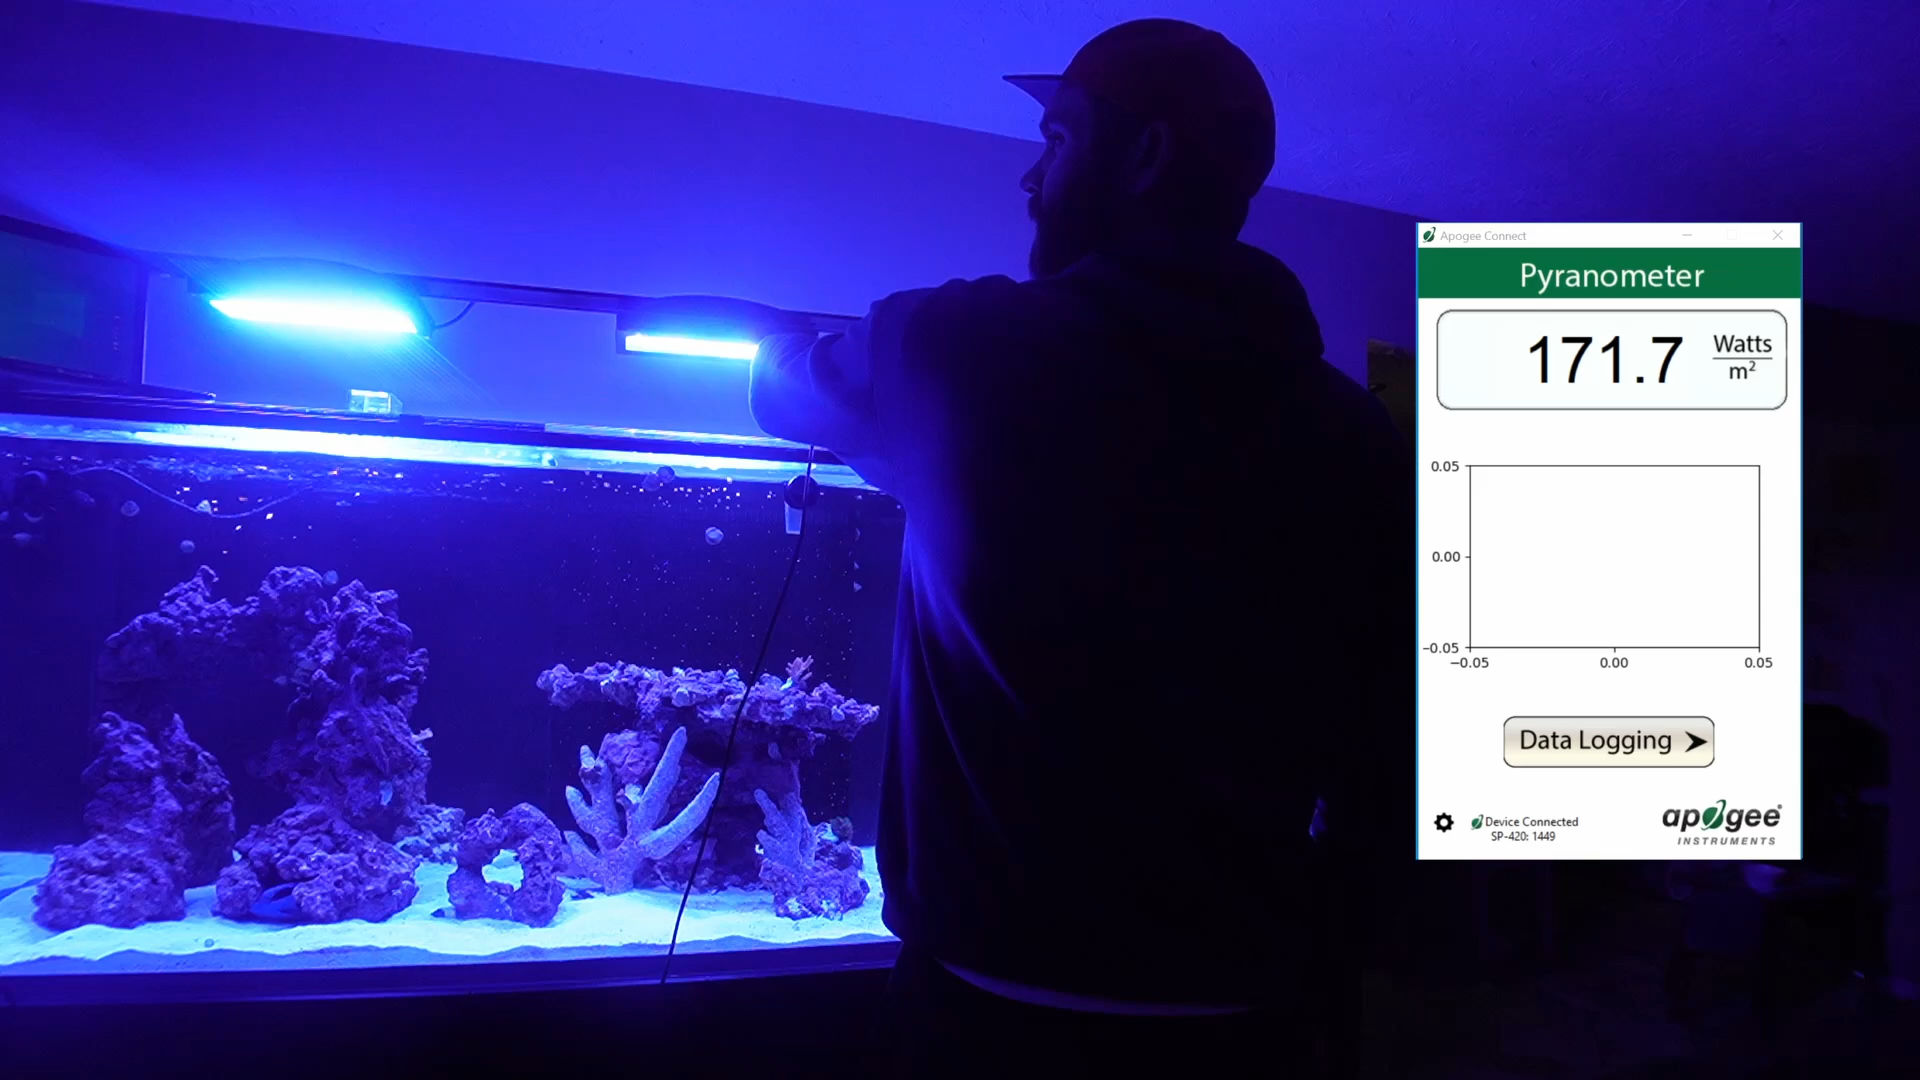 Apogee Connect
Pyranometer
171.7 Watts
m²
0.05
0.00
−0.05
−0.05 0.00 0.05
Data Logging
Device Connected
SP-420: 1449
apogee
INSTRUMENTS